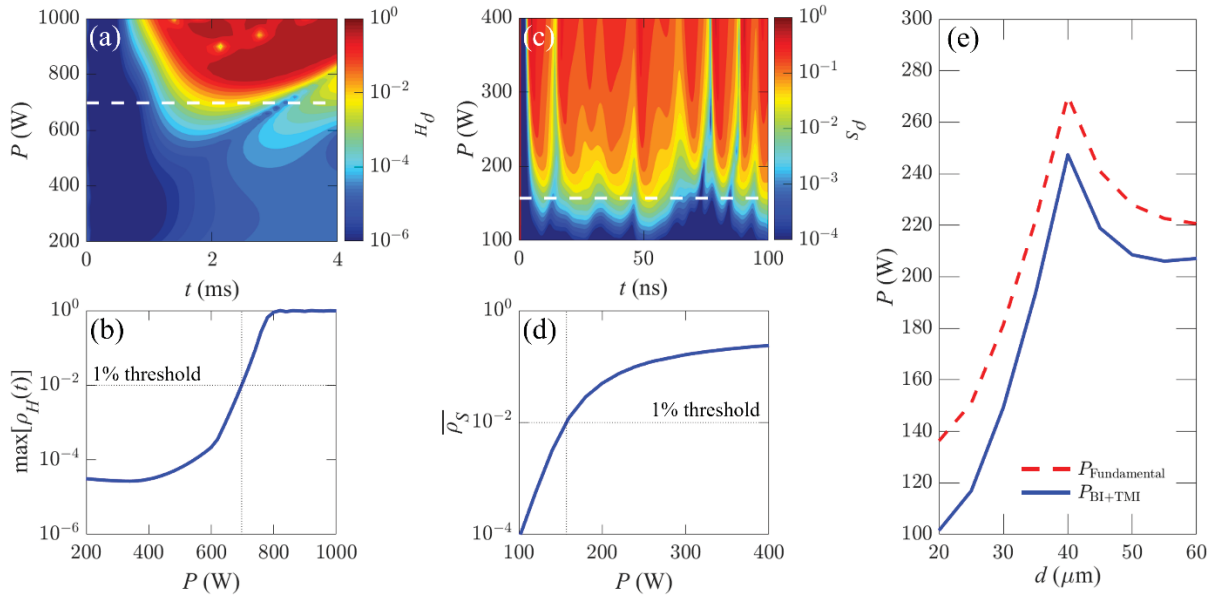 (a)
1000
800
600
400
200
P (W)
0
2
4
t (ms)
10^0
10^-2
10^-4
10^-6
ρ_H
(b)
10^0
10^-2
10^-4
10^-6
max[ρ_H(t)]
1% threshold
200
400
600
800
1000
P (W)
(c)
400
300
200
100
P (W)
0
50
100
t (ns)
10^0
10^-1
10^-2
10^-3
10^-4
ρ_S
(d)
10^0
10^-2
10^-4
ρ_S
1% threshold
100
200
300
400
P (W)
(e)
300
280
260
240
220
200
180
160
140
120
100
P (W)
P_Fundamental
P_BI+TMI
20
30
40
50
60
d (μm)